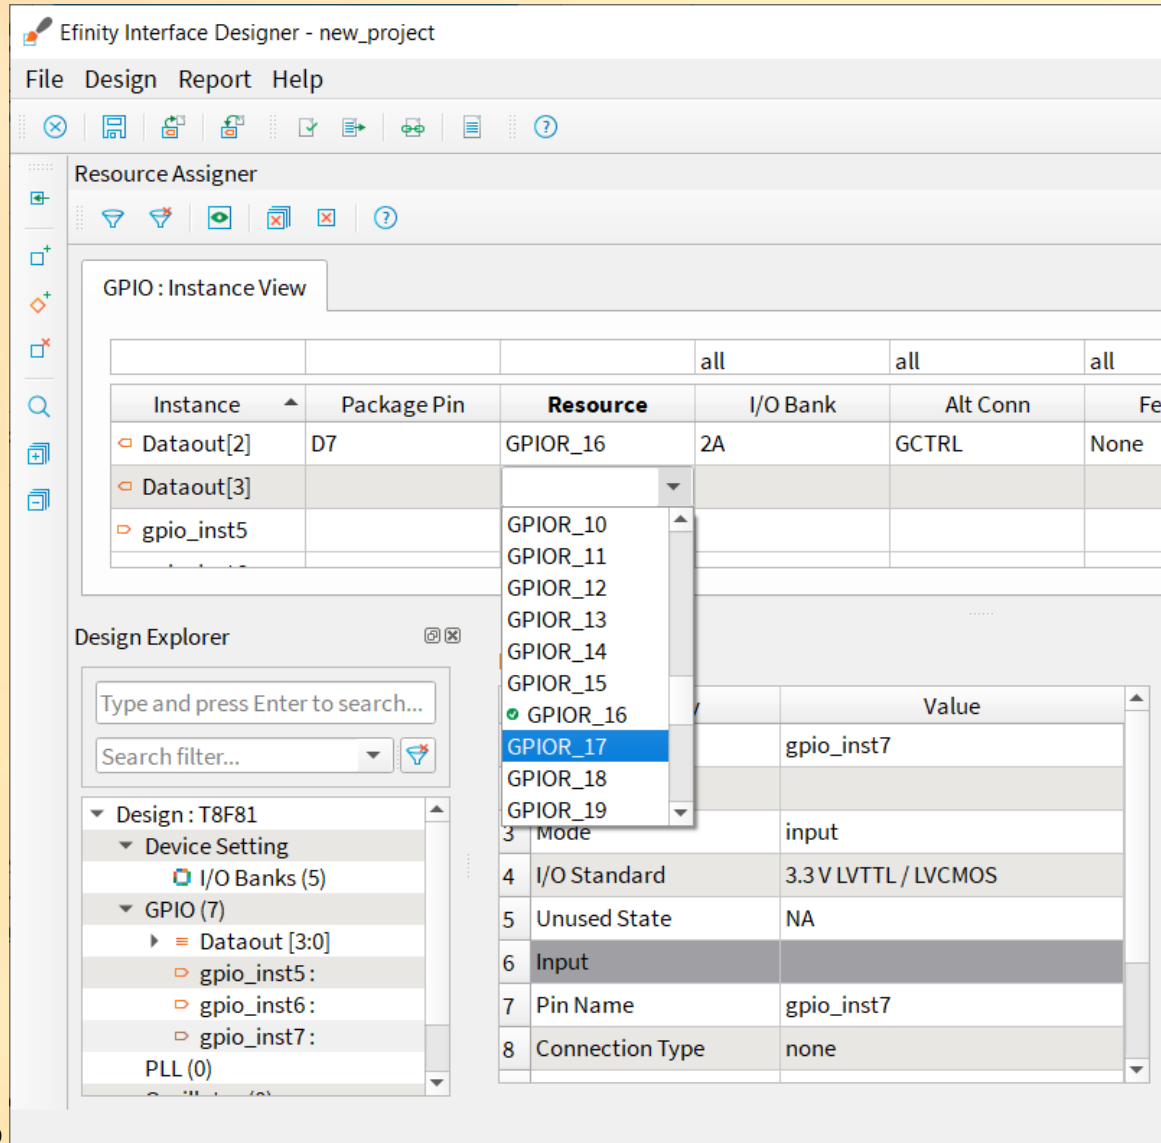 Efinity Interface Designer - new_project
File Design Report Help
Resource Assigner
GPIO : Instance View
all all all
Instance Package Pin Resource I/O Bank Alt Conn Fe
Dataout[2] D7 GPIOR_16 2A GCTRL None
Dataout[3]
gpio_inst5
GPIOR_10
GPIOR_11
GPIOR_12
GPIOR_13
GPIOR_14
GPIOR_15
GPIOR_16
GPIOR_17
GPIOR_18
GPIOR_19
Design Explorer
Type and press Enter to search...
Search filter...
Design : T8F81
Device Setting
I/O Banks (5)
GPIO (7)
Dataout [3:0]
gpio_inst5 :
gpio_inst6 :
gpio_inst7 :
PLL (0)
Value
gpio_inst7
3 Mode input
4 I/O Standard 3.3 V LVTTL / LVCMOS
5 Unused State NA
6 Input
7 Pin Name gpio_inst7
8 Connection Type none